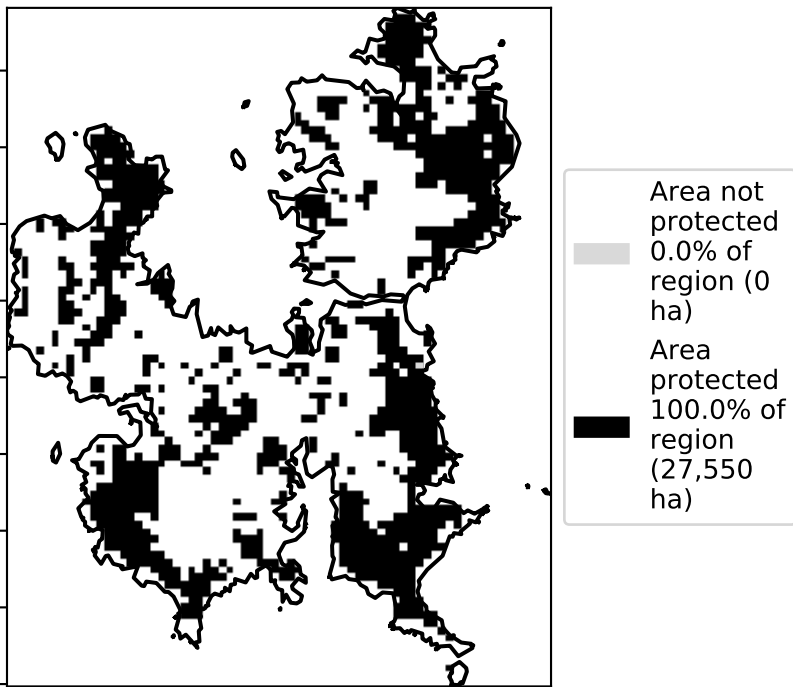 Area not
protected
0.0% of
region (0
ha)
Area
protected
100.0% of
region
(27,550
ha)